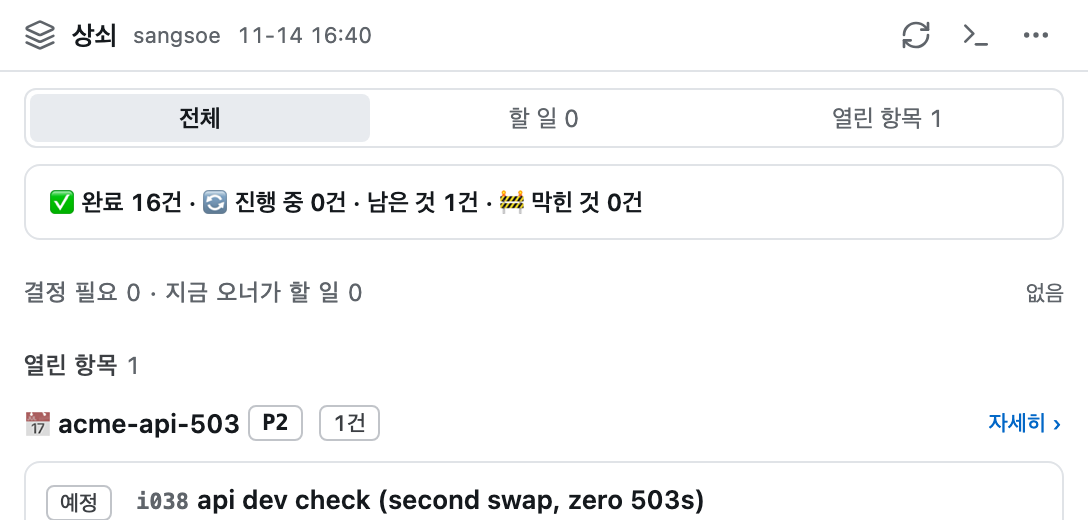 상쇠 sangsoe 11-14 16:40
전체 할 일 0 열린 항목 1
✅ 완료 16건 · 🔄 진행 중 0건 · 남은 것 1건 · 🚧 막힌 것 0건
결정 필요 0 · 지금 오너가 할 일 0 없음
열린 항목 1
📅 acme-api-503 P2 1건 자세히 ›
예정 i038 api dev check (second swap, zero 503s)